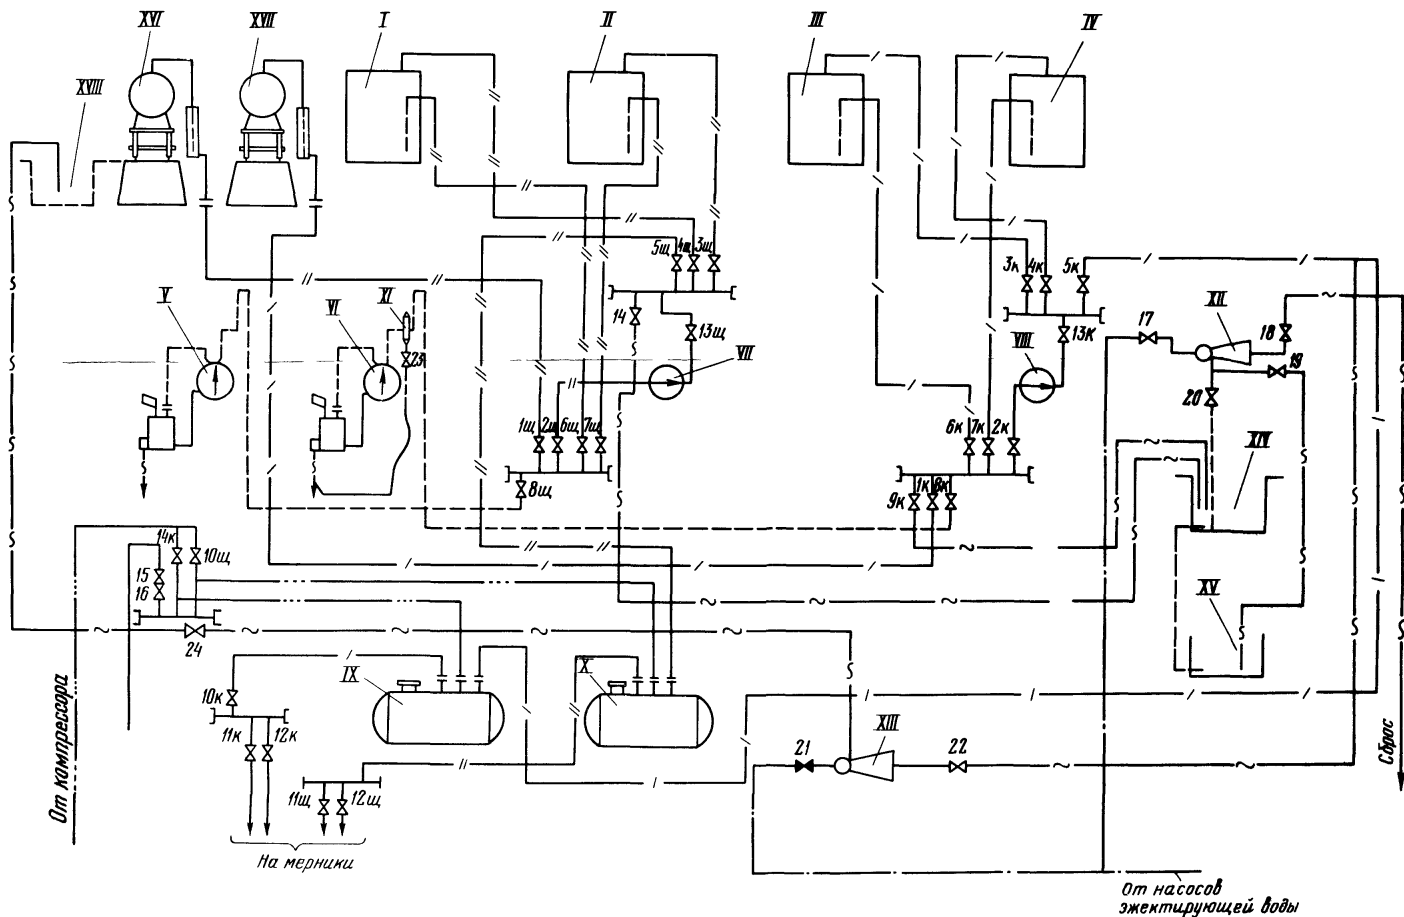 XVI
XVII
I
II
III
IV
XVIII
5щ
4щ
3щ
3к
4к
5к
V
VI
XI
14
13щ
VII
23
VIII
13к
17
XII
18
19
20
1щ
2щ
6щ
7щ
6к
7к
2к
8щ
9к
1к
8к
XIV
14к
10щ
15
16
24
XV
IX
X
10к
11к
12к
11щ
12щ
XIII
21
22
От компрессора
Сброс
На мерники
От насосов
эжектирующей воды